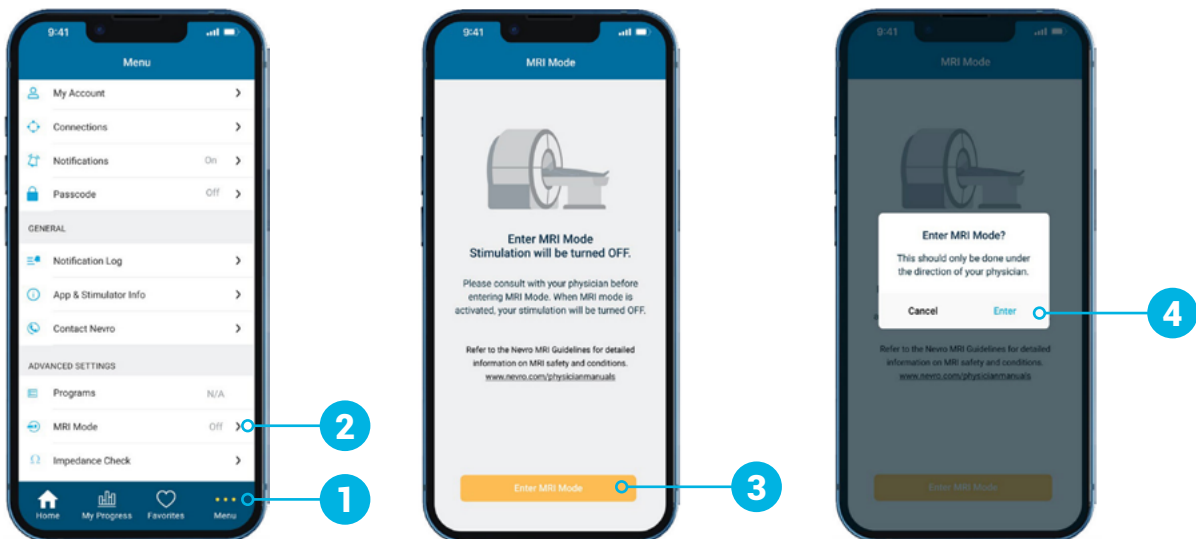 9:41
Menu
My Account
Connections
Notifications On
Passcode Off
GENERAL
Notification Log
App & Stimulator Info
Contact Nevro
ADVANCED SETTINGS
Programs N/A
MRI Mode Off
Impedance Check
Home My Progress Favorites Menu
2
1
9:41
MRI Mode
Enter MRI Mode
Stimulation will be turned OFF.
Please consult with your physician before
entering MRI Mode. When MRI mode is
activated, your stimulation will be turned OFF.
Refer to the Nevro MRI Guidelines for detailed
information on MRI safety and conditions.
www.nevro.com/physicianmanuals
Enter MRI Mode
3
9:41
MRI Mode
Enter MRI Mode?
This should only be done under
the direction of your physician.
Cancel Enter
4
Refer to the Nevro MRI Guidelines for detailed
information on MRI safety and conditions.
www.nevro.com/physicianmanuals
Enter MRI Mode